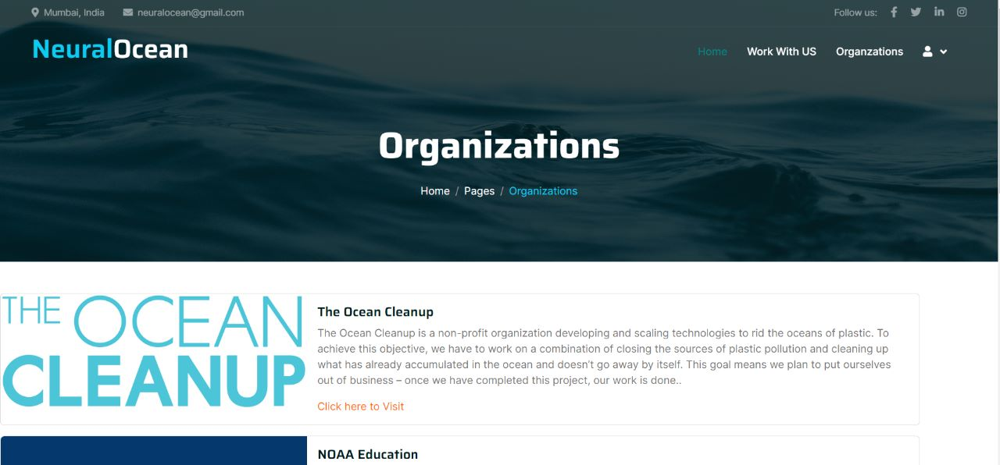 Mumbai, India neuralocean@gmail.com Follow us:
NeuralOcean
Home Work With US Organzations
Organizations
Home / Pages / Organizations
THE OCEAN
CLEANUP
The Ocean Cleanup
The Ocean Cleanup is a non-profit organization developing and scaling technologies to rid the oceans of plastic. To
achieve this objective, we have to work on a combination of closing the sources of plastic pollution and cleaning up
what has already accumulated in the ocean and doesn’t go away by itself. This goal means we plan to put ourselves
out of business – once we have completed this project, our work is done..
Click here to Visit
NOAA Education